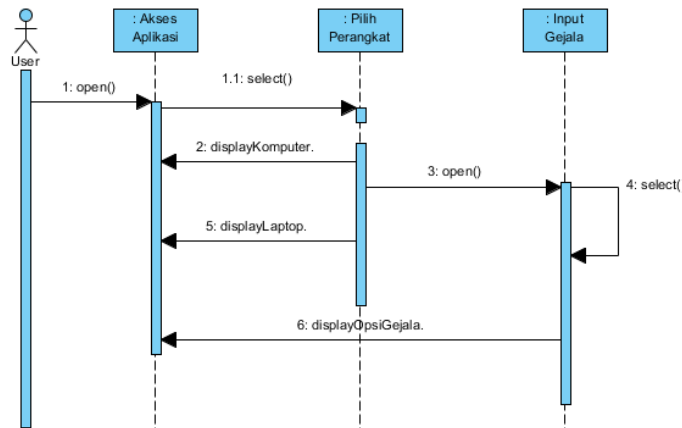 : Akses
Aplikasi
: Pilih
Perangkat
: Input
Gejala
User
1: open()
1.1: select()
2: displayKomputer.
3: open()
4: select(
5: displayLaptop.
6: displayOpsiGejala.